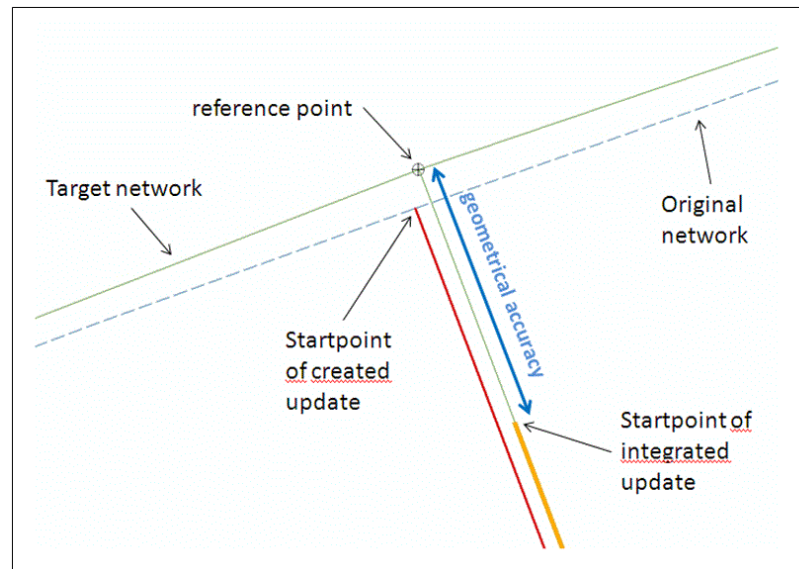 reference point
Target network
geometrical accuracy
Original
network
Startpoint
of created
update
Startpoint of
integrated
update